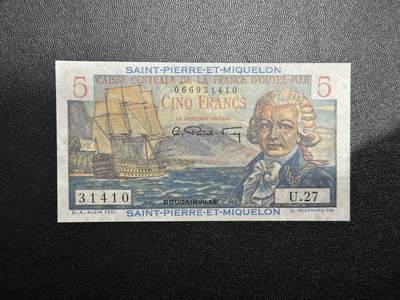 SAINT-PIERRE-ET-MIQUELON
5 CAISSE CENTRALE DE LA FRANCE D'OUTRE-MER 5
066931410
CINQ FRANCS
LE DIRECTEUR GÉNÉRAL
31410
U.27
BOUGAINVILLE
SAINT-PIERRE-ET-MIQUELON